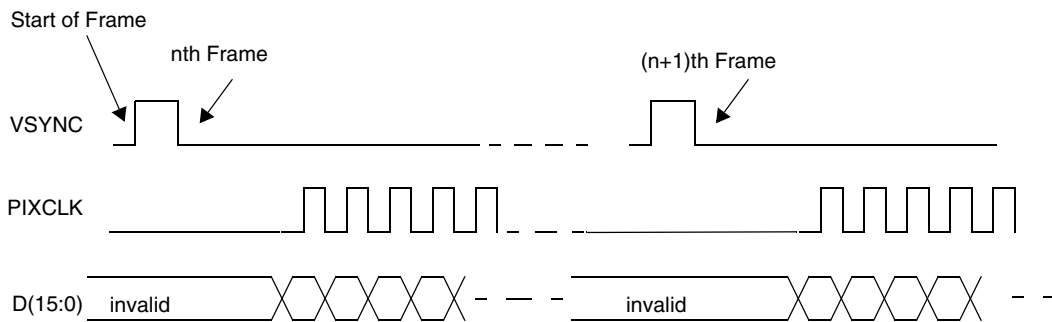 Start of Frame
nth Frame
(n+1)th Frame
VSYNC
PIXCLK
D(15:0)
invalid
invalid